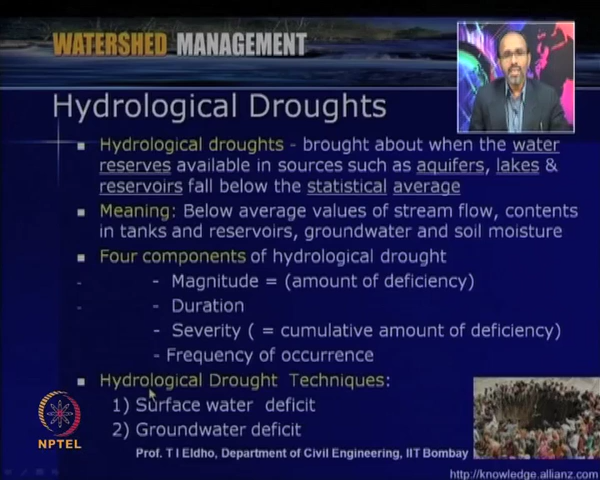 WATERSHED MANAGEMENT
Hydrological Droughts
▪ Hydrological droughts - brought about when the water
reserves available in sources such as aquifers, lakes &
reservoirs fall below the statistical average
▪ Meaning: Below average values of stream flow, contents
in tanks and reservoirs, groundwater and soil moisture
▪ Four components of hydrological drought
- - Magnitude = (amount of deficiency)
- - Duration
- Severity ( = cumulative amount of deficiency)
- Frequency of occurrence
▪ Hydrological Drought Techniques:
1) Surface water deficit
2) Groundwater deficit
NPTEL
Prof. T I Eldho, Department of Civil Engineering, IIT Bombay
http://knowledge.allianz.com